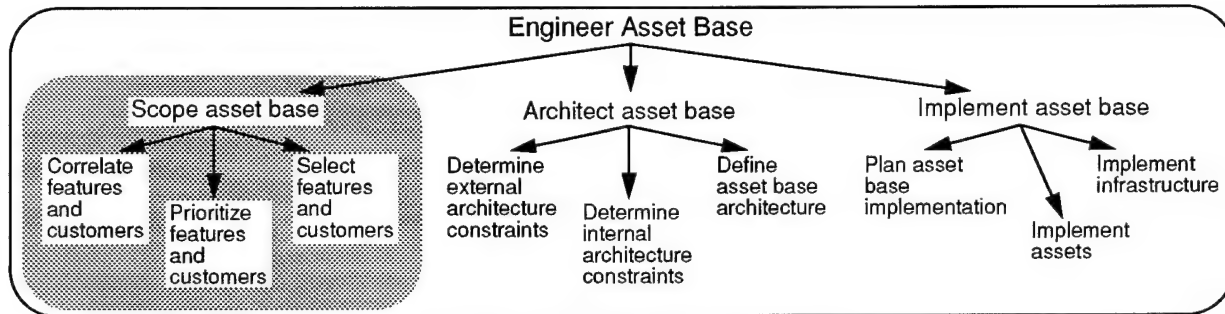 Engineer Asset Base
Scope asset base
Architect asset base
Implement asset base
Correlate
features
and
customers
Prioritize
features
and
customers
Select
features
and
customers
Determine
external
architecture
constraints
Determine
internal
architecture
constraints
Define
asset base
architecture
Plan asset
base
implementation
Implement
assets
Implement
infrastructure